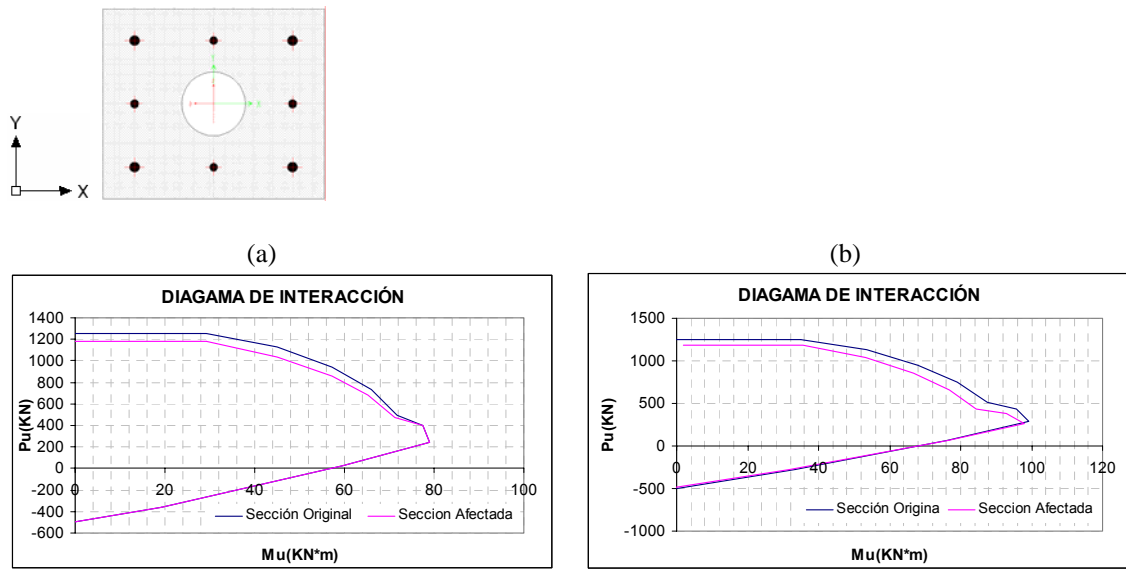 Y
X
(a)
(b)
DIAGAMA DE INTERACCIÓN
1400
1200
1000
800
600
400
200
0
-200
-400
-600
0
20
40
60
80
100
Pu(KN)
Sección Original
Seccion Afectada
Mu(KN*m)
DIAGAMA DE INTERACCIÓN
1500
1000
500
0
-500
-1000
0
20
40
60
80
100
120
Pu(KN)
Sección Origina
Seccion Afectada
Mu(KN*m)